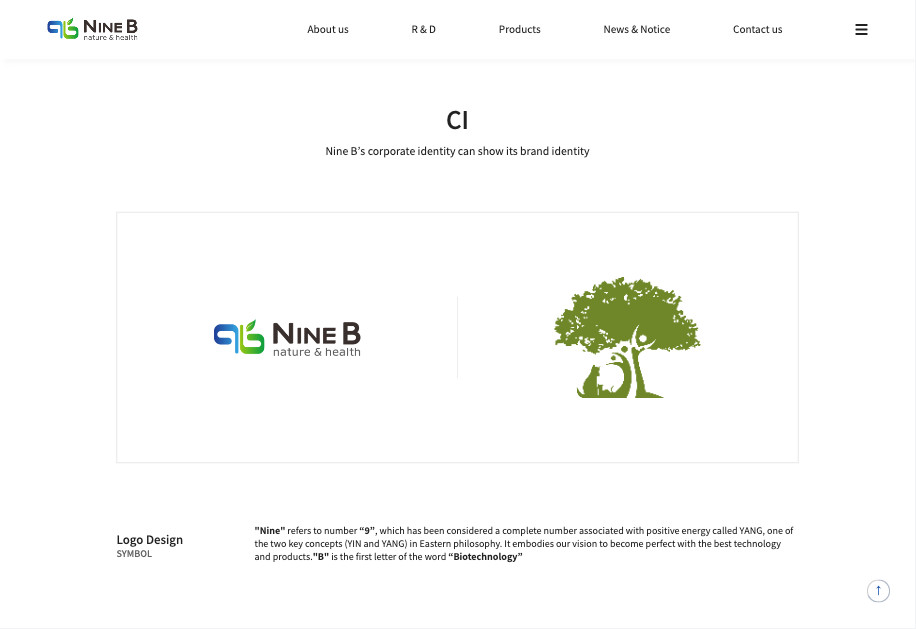 NINE B
nature & health
About us
R & D
Products
News & Notice
Contact us
CI
Nine B’s corporate identity can show its brand identity
NINE B
nature & health
Logo Design
SYMBOL
"Nine" refers to number “9”, which has been considered a complete number associated with positive energy called YANG, one of
the two key concepts (YIN and YANG) in Eastern philosophy. It embodies our vision to become perfect with the best technology
and products."B" is the first letter of the word “Biotechnology”